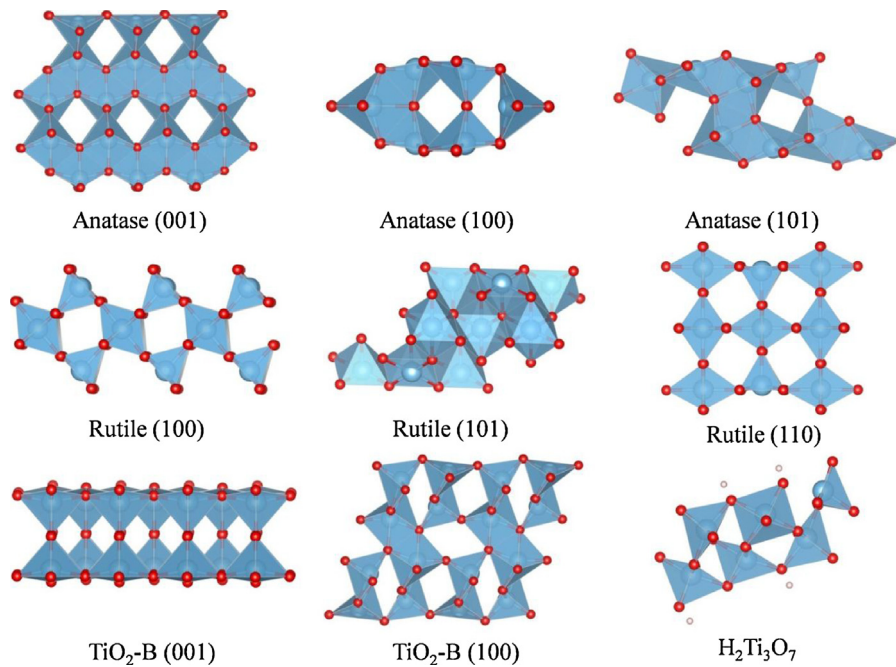 Anatase (001)
Anatase (100)
Anatase (101)
Rutile (100)
Rutile (101)
Rutile (110)
TiO₂-B (001)
TiO₂-B (100)
H₂Ti₃O₇